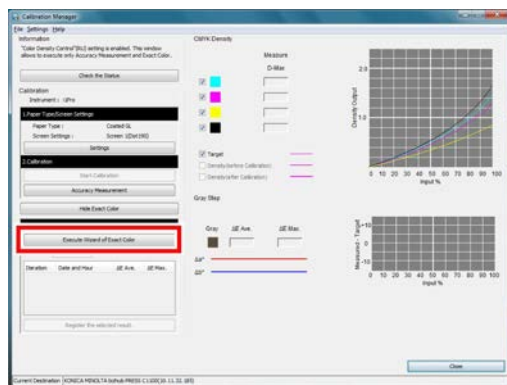 Calibration Manager
File Settings Help
Information
"Color Density Control"[RU] setting is enabled. This window
allows to execute only Accuracy Measurement and Exact Color.
Check the Status
Calibration
Instrument : i1Pro
1.Paper Type/Screen Settings
Paper Type : Coated GL
Screen Settings : Screen 1(Dot190)
Settings
2.Calibration
Start Calibration
Accuracy Measurement
Hide Exact Color
Execute Wizard of Exact Color
Iteration Date and Hour ΔE Ave. ΔE Max.
Register the selected result
CMYK Density
Measure
D-Max
Target
Density(before Calibration)
Density(after Calibration)
Gray Step
Gray ΔE Ave. ΔE Max.
Δa*
Δb*
Density Output
2.0
1.0
0 10 20 30 40 50 60 70 80 90 100
Input %
Measured - Target
+10
0
-10
0 10 20 30 40 50 60 70 80 90 100
Input %
Close
Current Destination KONICA MINOLTA bizhub PRESS C1100